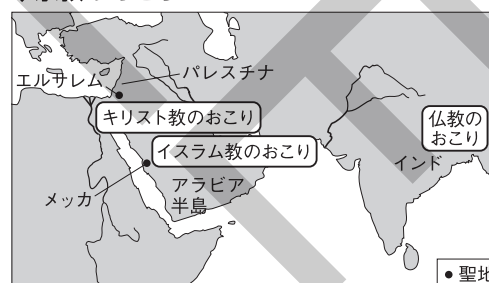 エルサレム
パレスチナ
キリスト教のおこり
イスラム教のおこり
メッカ
アラビア
半島
仏教の
おこり
インド
●聖地